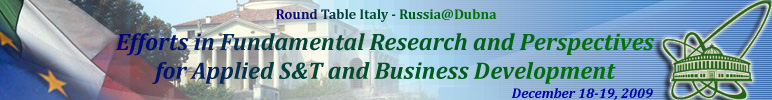 Round Table Italy - Russia@Dubna
Efforts in Fundamental Research and Perspectives
for Applied S&T and Business Development
December 18-19, 2009